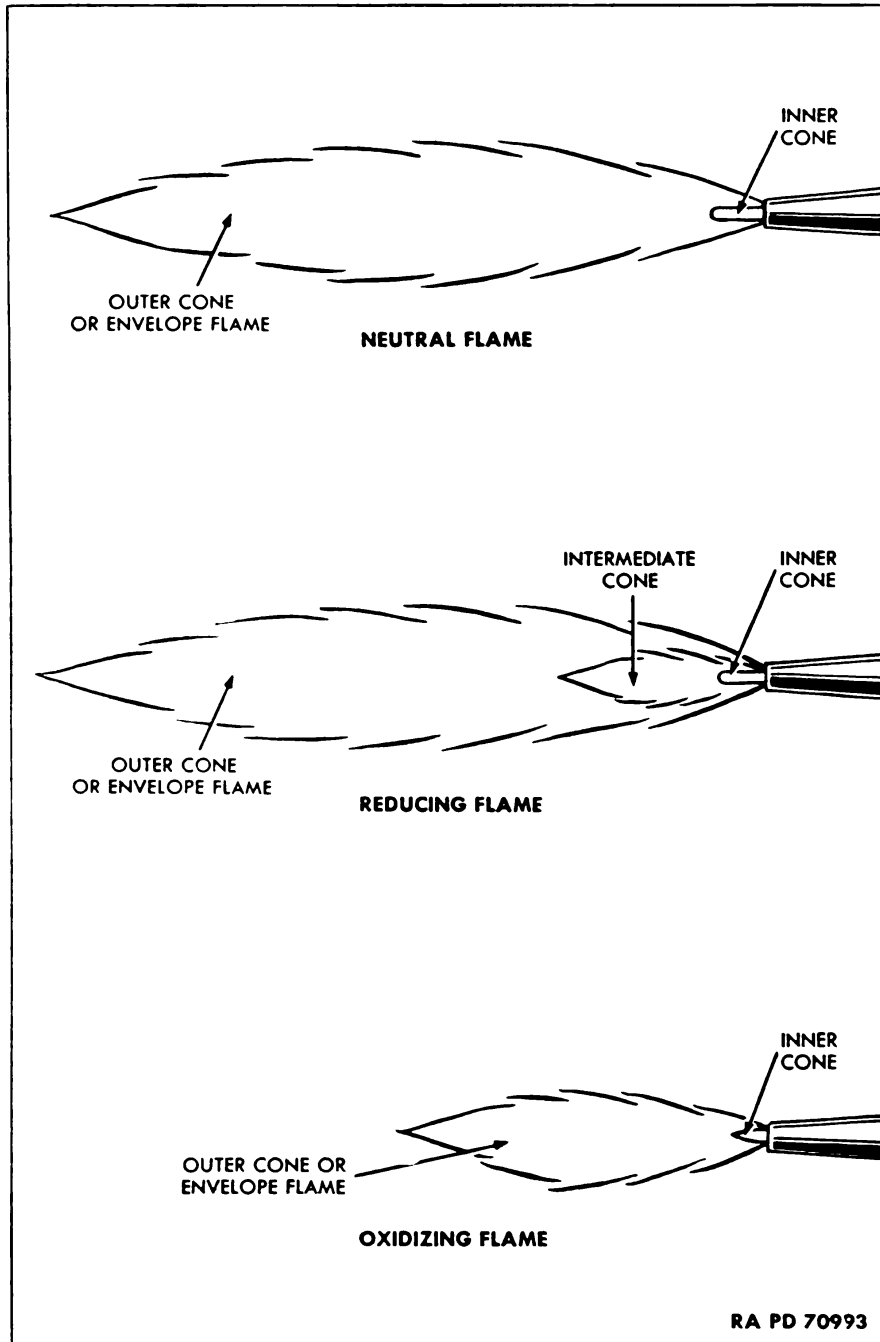 INNER
CONE
OUTER CONE
OR ENVELOPE FLAME
NEUTRAL FLAME
INTERMEDIATE
CONE
INNER
CONE
OUTER CONE
OR ENVELOPE FLAME
REDUCING FLAME
INNER
CONE
OUTER CONE OR
ENVELOPE FLAME
OXIDIZING FLAME
RA PD 70993